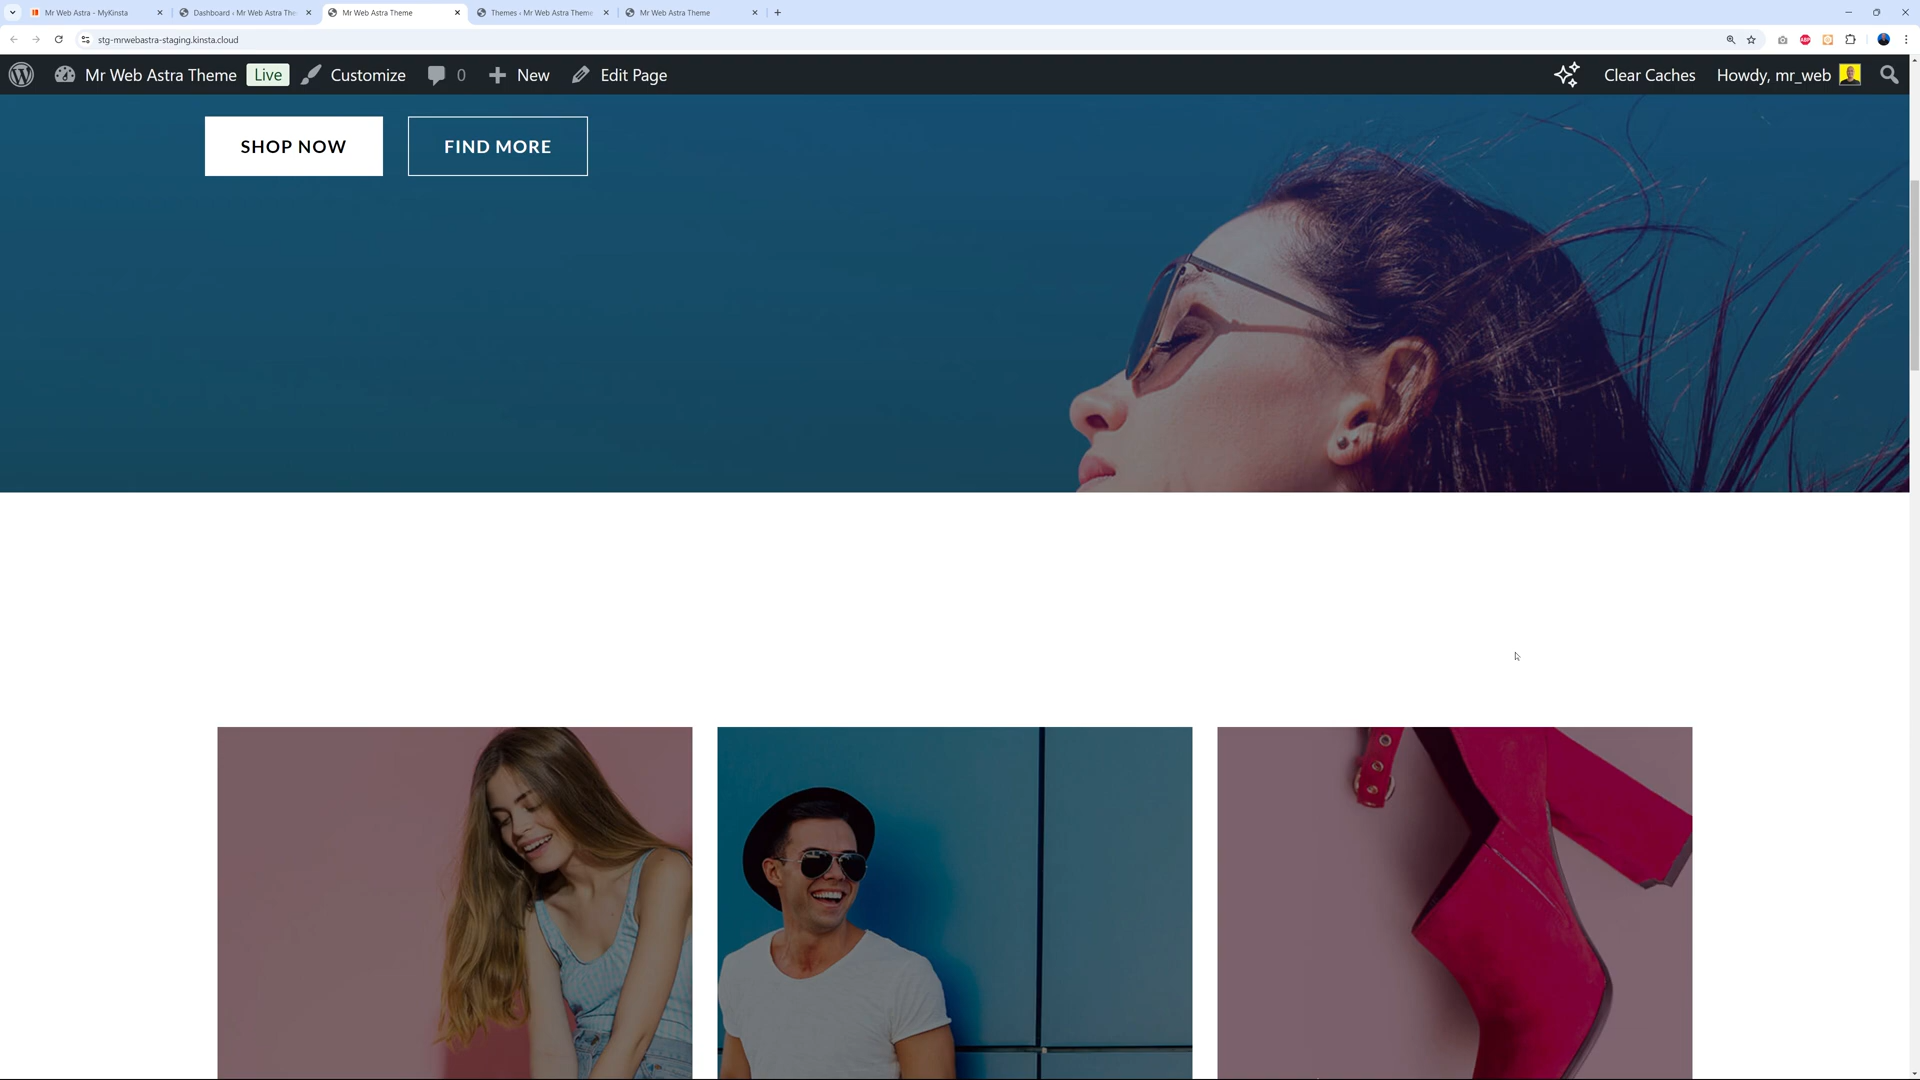 Mr Web Astra - MyKinsta
Dashboard ‹ Mr Web Astra The
Mr Web Astra Theme
Themes ‹ Mr Web Astra Theme
Mr Web Astra Theme
stg-mrwebastra-staging.kinsta.cloud
ABP
Mr Web Astra Theme
Live
Customize
0
New
Edit Page
Clear Caches
Howdy, mr_web
SHOP NOW
FIND MORE